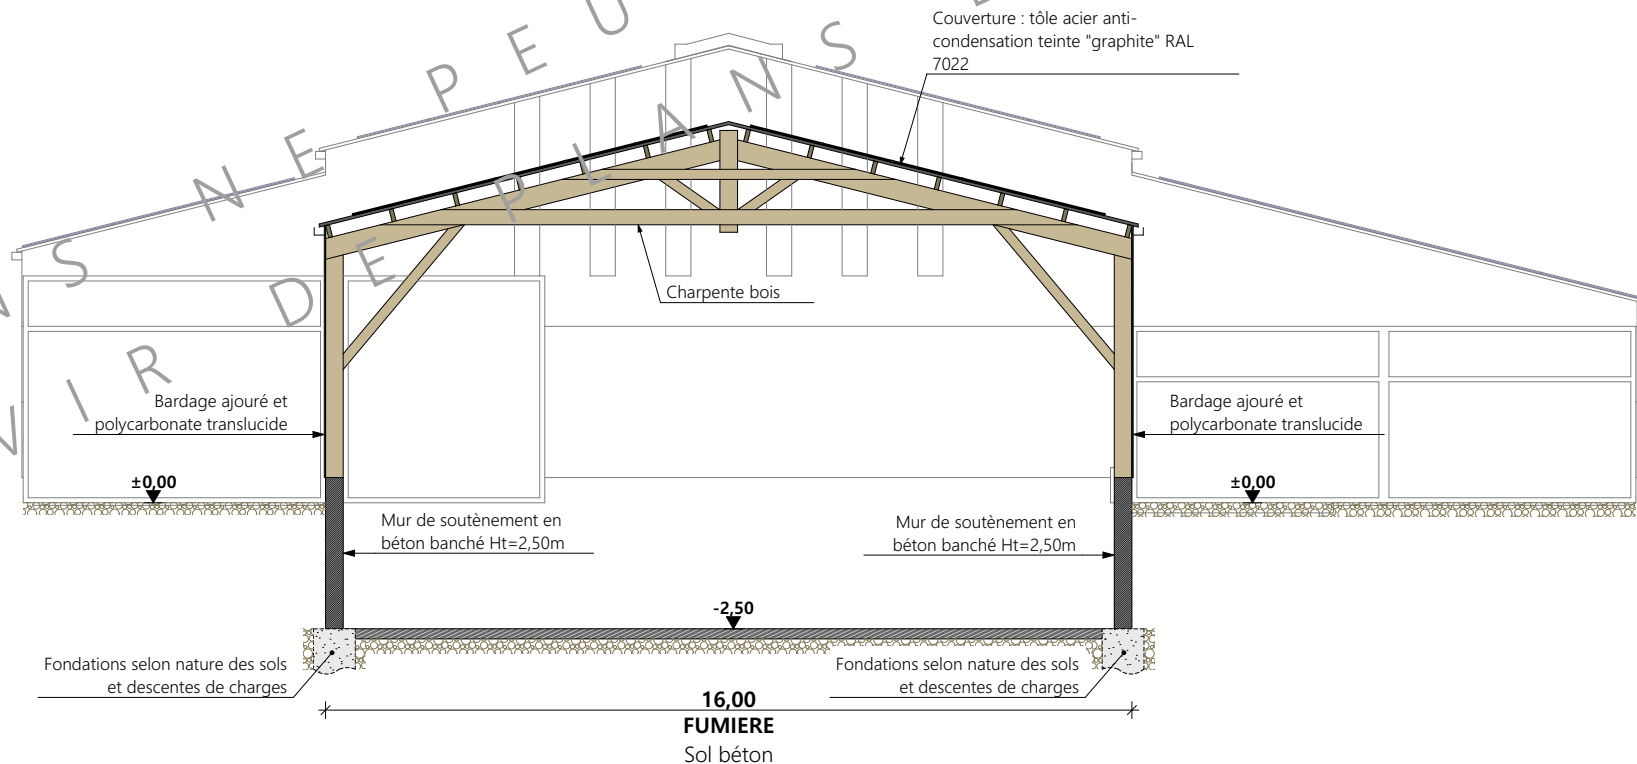 Couverture : tôle acier anti-
condensation teinte "graphite" RAL
7022
N S N E P E U
V I R D E P L A N S
Charpente bois
Bardage ajouré et
polycarbonate translucide
Bardage ajouré et
polycarbonate translucide
±0,00
±0,00
Mur de soutènement en
béton banché Ht=2,50m
Mur de soutènement en
béton banché Ht=2,50m
-2,50
Fondations selon nature des sols
et descentes de charges
Fondations selon nature des sols
et descentes de charges
16,00
FUMIERE
Sol béton